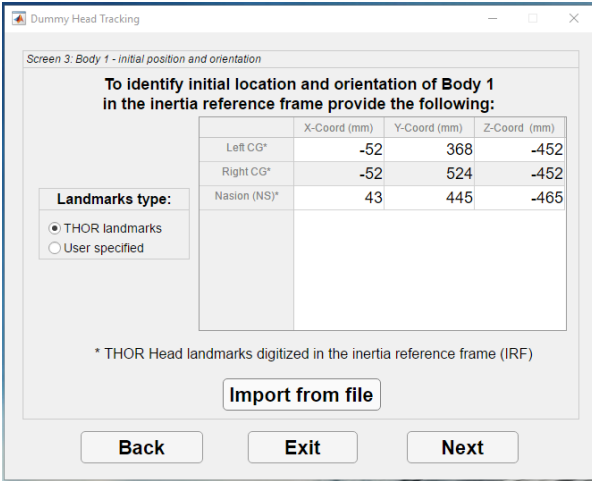 Dummy Head Tracking
Screen 3: Body 1 - initial position and orientation
To identify initial location and orientation of Body 1
in the inertia reference frame provide the following:
X-Coord (mm) Y-Coord (mm) Z-Coord (mm)
Left CG* -52 368 -452
Right CG* -52 524 -452
Nasion (NS)* 43 445 -465
Landmarks type:
THOR landmarks
User specified
* THOR Head landmarks digitized in the inertia reference frame (IRF)
Import from file
Back Exit Next